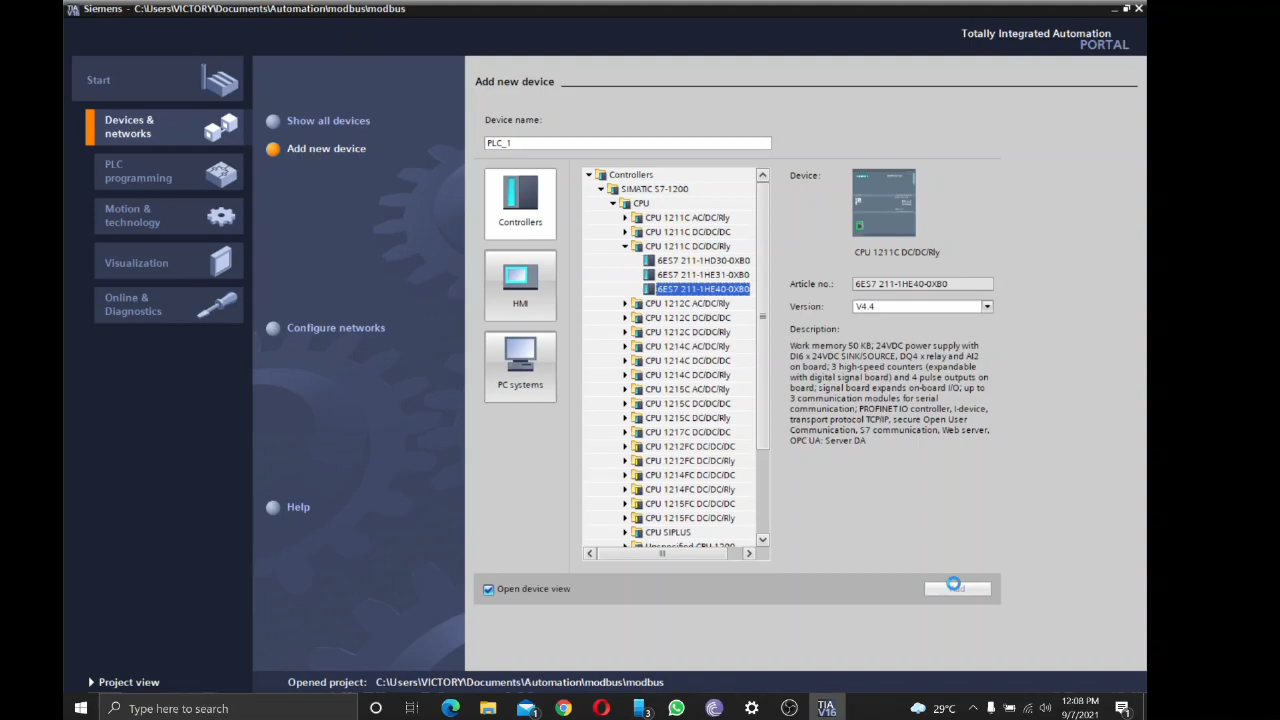 Siemens - C:\Users\VICTORY\Documents\Automation\modbus\modbus
Totally Integrated Automation
PORTAL
Start
Devices &
networks
PLC
programming
Motion &
technology
Visualization
Online &
Diagnostics
Show all devices
Add new device
Configure networks
Help
Add new device
Device name:
PLC_1
Controllers
HMI
PC systems
Controllers
SIMATIC S7-1200
CPU
CPU 1211C AC/DC/Rly
CPU 1211C DC/DC/DC
CPU 1211C DC/DC/Rly
6ES7 211-1HD30-0XB0
6ES7 211-1HE31-0XB0
6ES7 211-1HE40-0XB0
CPU 1212C AC/DC/Rly
CPU 1212C DC/DC/DC
CPU 1212C DC/DC/Rly
CPU 1214C AC/DC/Rly
CPU 1214C DC/DC/DC
CPU 1214C DC/DC/Rly
CPU 1215C AC/DC/Rly
CPU 1215C DC/DC/DC
CPU 1215C DC/DC/Rly
CPU 1217C DC/DC/DC
CPU 1212FC DC/DC/DC
CPU 1212FC DC/DC/Rly
CPU 1214FC DC/DC/DC
CPU 1214FC DC/DC/Rly
CPU 1215FC DC/DC/DC
CPU 1215FC DC/DC/Rly
CPU SIPLUS
Unspecified CPU 1200
Device:
CPU 1211C DC/DC/Rly
Article no.: 6ES7 211-1HE40-0XB0
Version: V4.4
Description:
Work memory 50 KB; 24VDC power supply with
DI6 x 24VDC SINK/SOURCE, DQ4 x relay and AI2
on board; 3 high-speed counters (expandable
with digital signal board) and 4 pulse outputs on
board; signal board expands on-board I/O; up to
3 communication modules for serial
communication; PROFINET IO controller, I-device,
transport protocol TCP/IP, secure Open User
Communication, S7 communication, Web server,
OPC UA: Server DA
Open device view
Project view
Opened project: C:\Users\VICTORY\Documents\Automation\modbus\modbus
Type here to search
1
3
TIA
V16
29°C
12:08 PM
9/7/2021
1